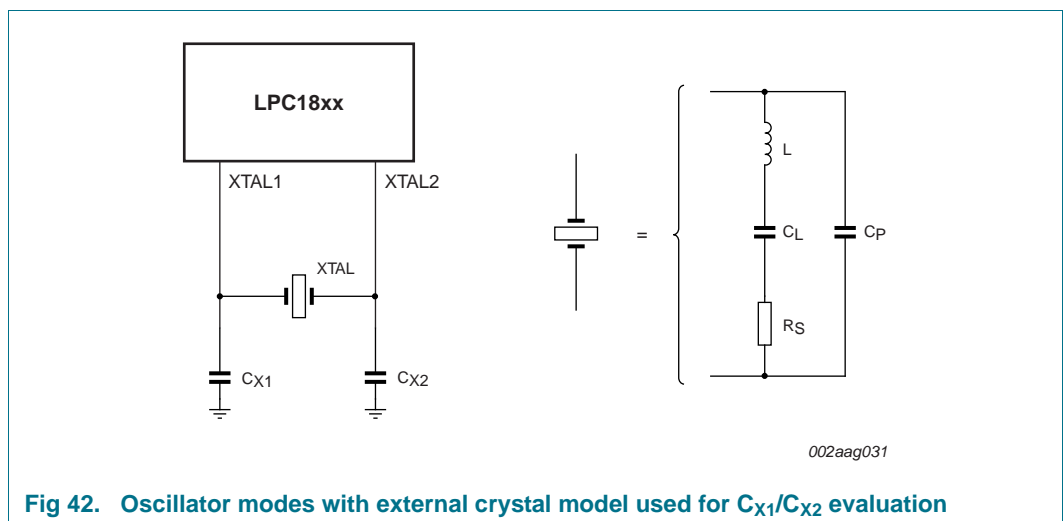 LPC18xx
XTAL1
XTAL2
XTAL
CX1
CX2
=
L
CL
CP
RS
002aag031
Fig 42. Oscillator modes with external crystal model used for CX1/CX2 evaluation